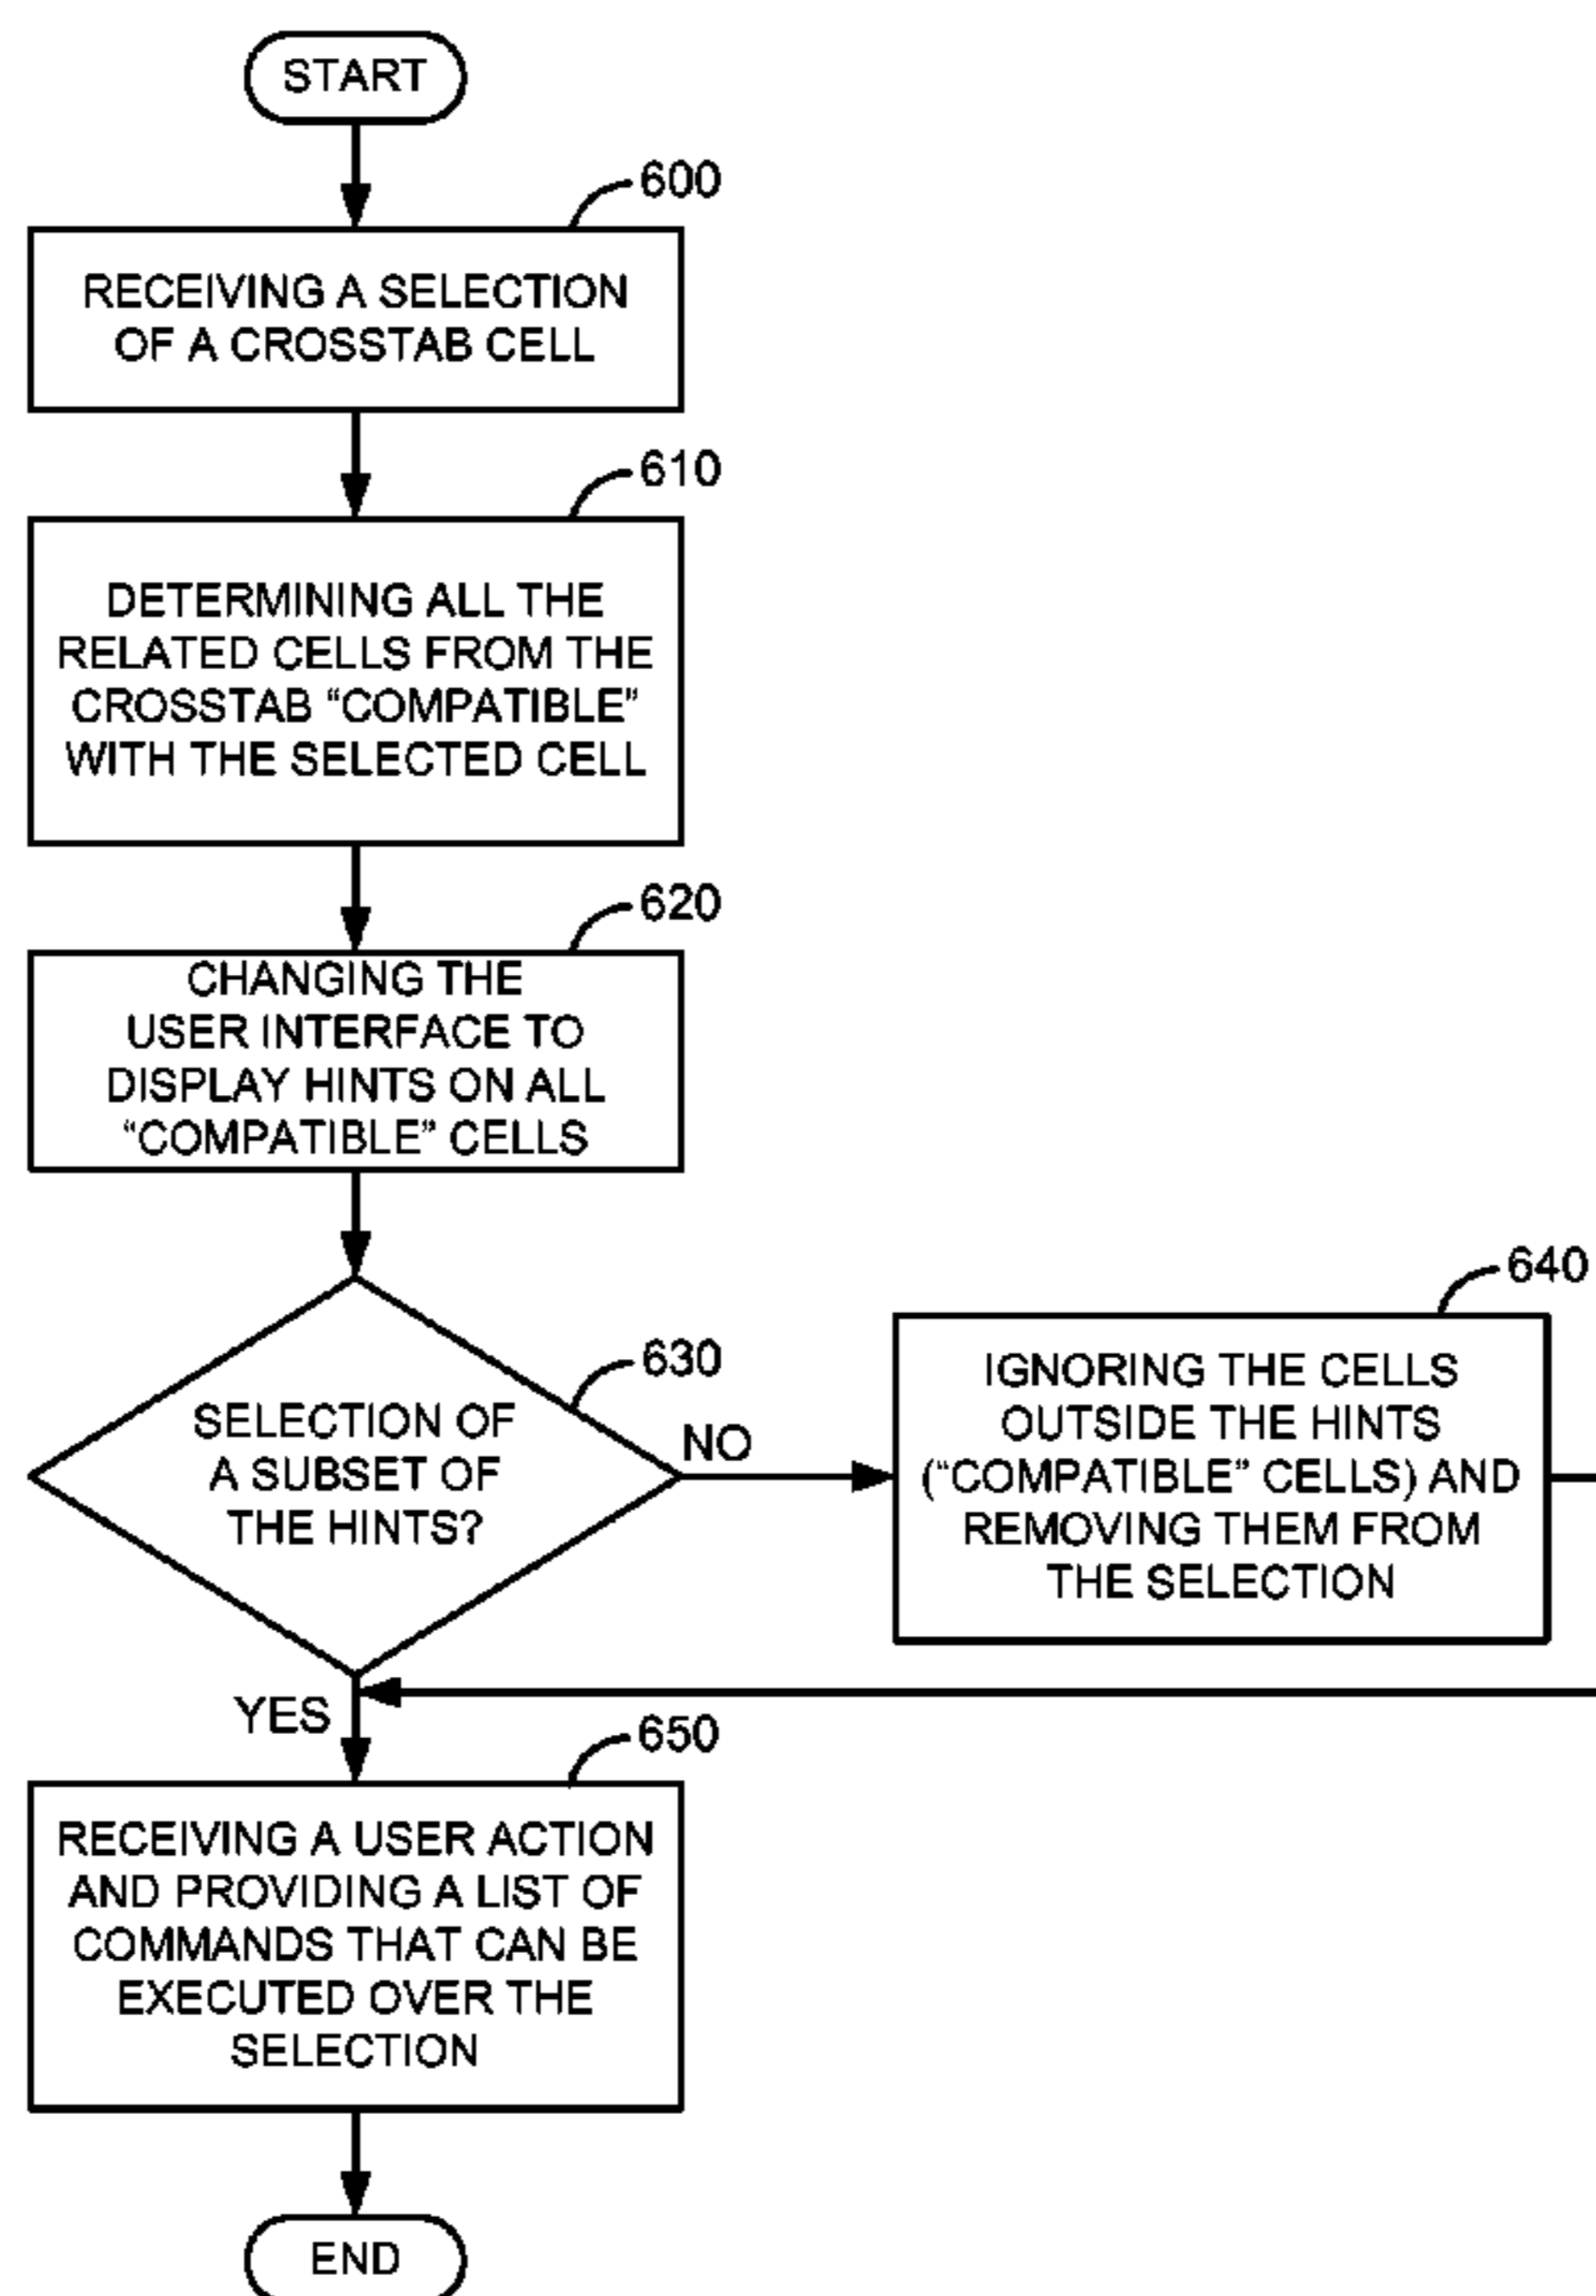 START
600
RECEIVING A SELECTION
OF A CROSSTAB CELL
610
DETERMINING ALL THE
RELATED CELLS FROM THE
CROSSTAB “COMPATIBLE”
WITH THE SELECTED CELL
620
CHANGING THE
USER INTERFACE TO
DISPLAY HINTS ON ALL
“COMPATIBLE” CELLS
630
SELECTION OF
A SUBSET OF
THE HINTS?
NO
640
IGNORING THE CELLS
OUTSIDE THE HINTS
(“COMPATIBLE” CELLS) AND
REMOVING THEM FROM
THE SELECTION
YES
650
RECEIVING A USER ACTION
AND PROVIDING A LIST OF
COMMANDS THAT CAN BE
EXECUTED OVER THE
SELECTION
END